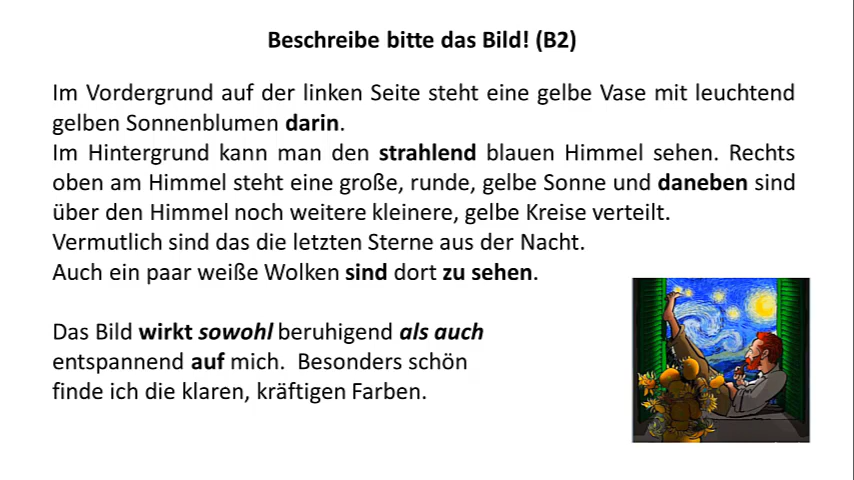 Beschreibe bitte das Bild! (B2)
Im Vordergrund auf der linken Seite steht eine gelbe Vase mit leuchtend
gelben Sonnenblumen darin.
Im Hintergrund kann man den strahlend blauen Himmel sehen. Rechts
oben am Himmel steht eine große, runde, gelbe Sonne und daneben sind
über den Himmel noch weitere kleinere, gelbe Kreise verteilt.
Vermutlich sind das die letzten Sterne aus der Nacht.
Auch ein paar weiße Wolken sind dort zu sehen.
Das Bild wirkt sowohl beruhigend als auch
entspannend auf mich. Besonders schön
finde ich die klaren, kräftigen Farben.